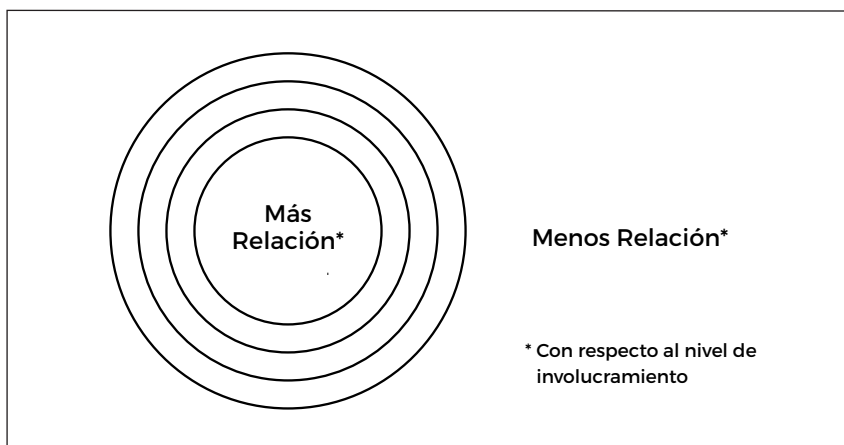 Más
Relación*
Menos Relación*
* Con respecto al nivel de
involucramiento